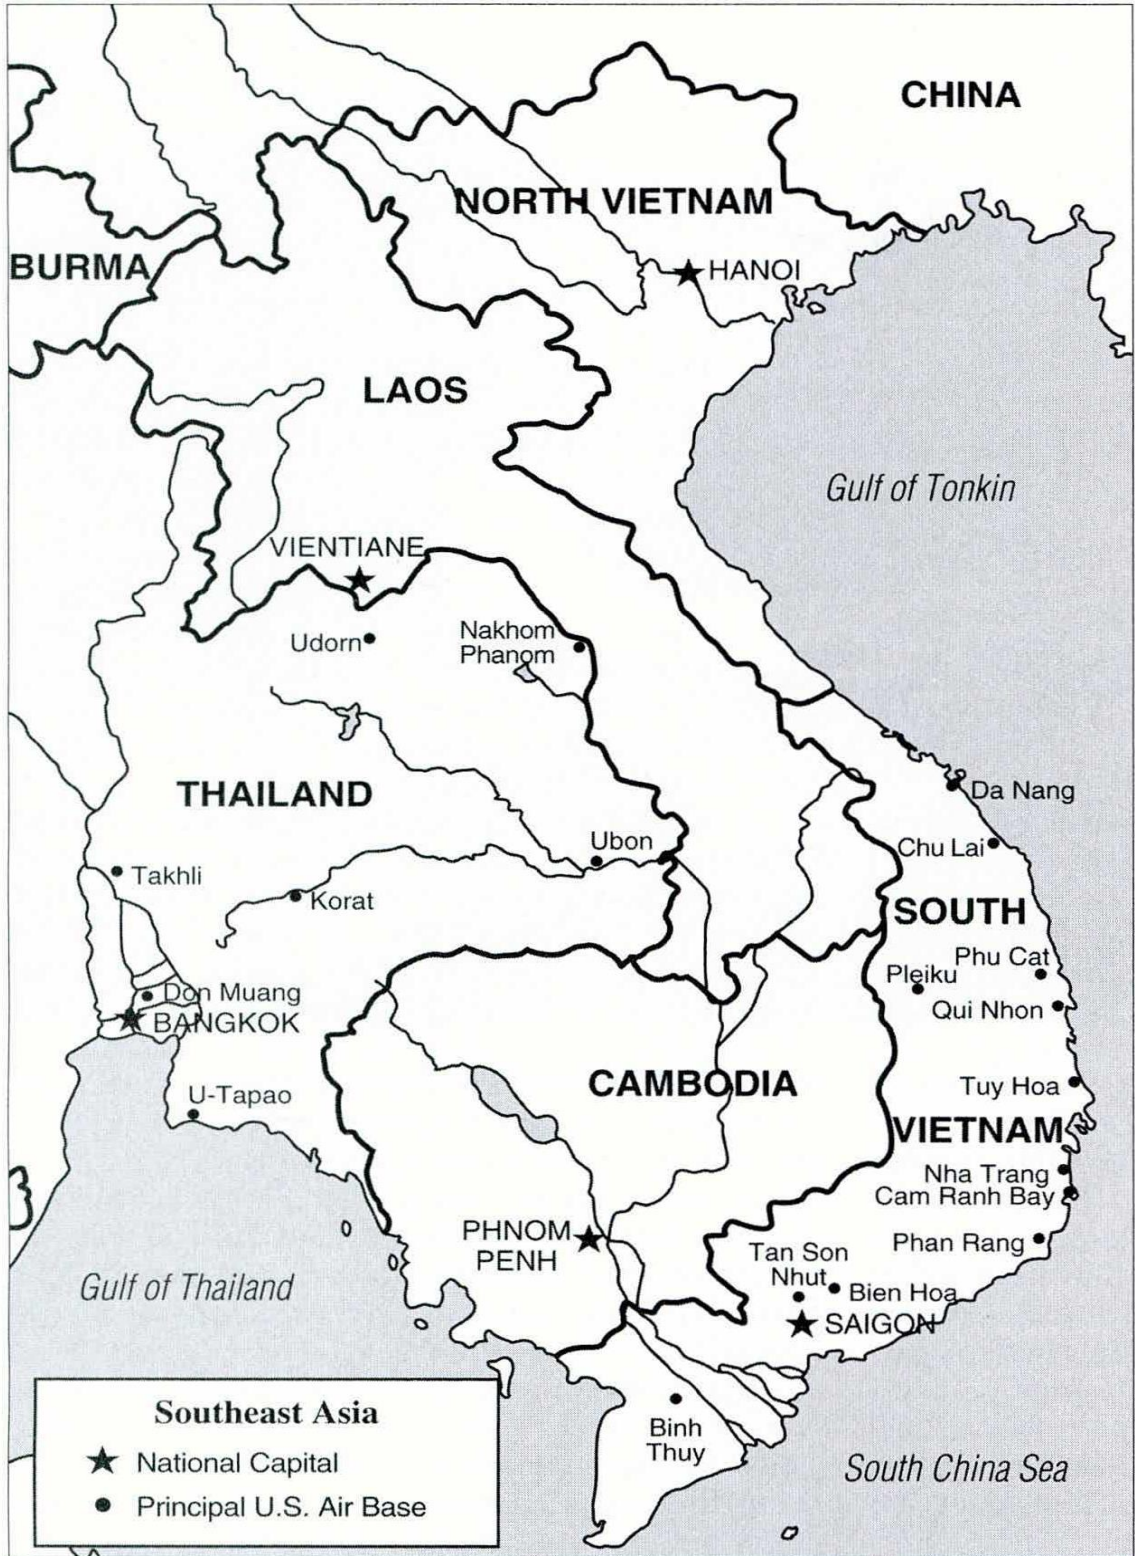 CHINA
NORTH VIETNAM
BURMA
HANOI
LAOS
Gulf of Tonkin
VIENTIANE
Udorn
Nakhom
Phanom
THAILAND
Da Nang
Ubon
Chu Lai
Takhli
Korat
SOUTH
Phu Cat
Pleiku
Don Muang
Qui Nhon
BANGKOK
CAMBODIA
Tuy Hoa
U-Tapao
VIETNAM
Nha Trang
Cam Ranh Bay
PHNOM
PENH
Phan Rang
Tan Son
Nhut
Gulf of Thailand
Bien Hoa
SAIGON
Southeast Asia
National Capital
Principal U.S. Air Base
Binh
Thuy
South China Sea